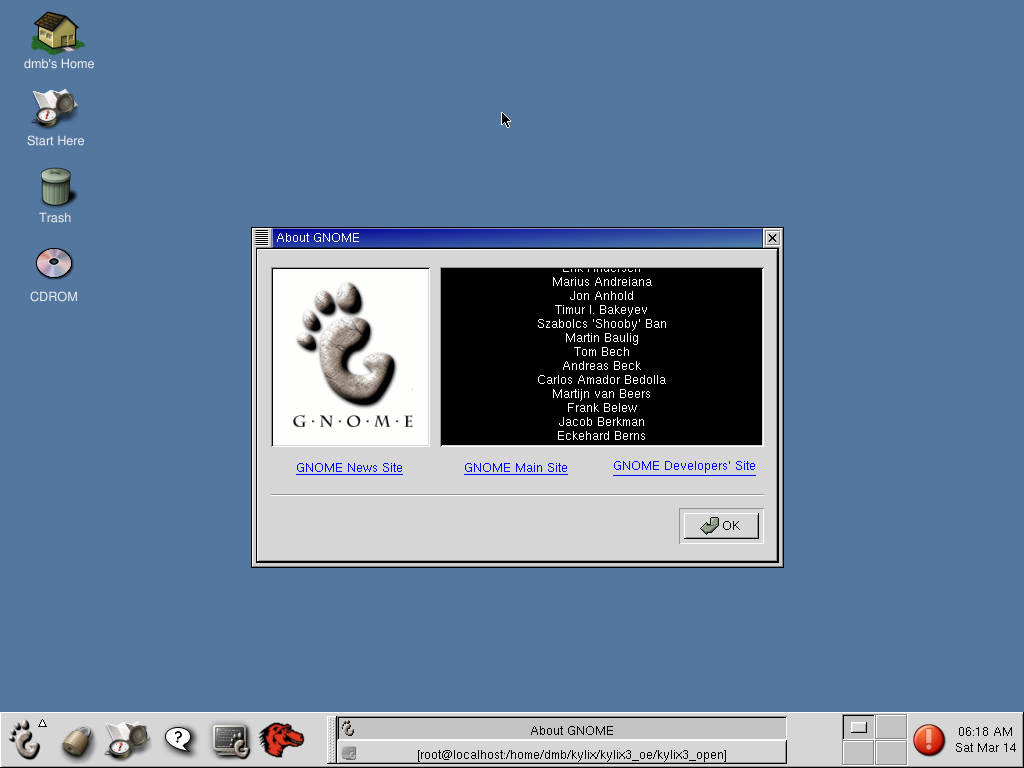 dmb's Home
Start Here
Trash
CDROM
About GNOME
Erik Andersen
Marius Andreiana
Jon Anhold
Timur I. Bakeyev
Szabolcs 'Shooby' Ban
Martin Baulig
Tom Bech
Andreas Beck
Carlos Amador Bedolla
Martijn van Beers
Frank Belew
Jacob Berkman
Eckehard Berns
G·N·O·M·E
GNOME News Site
GNOME Main Site
GNOME Developers' Site
OK
?
About GNOME
[root@localhost:/home/dmb/kylix/kylix3_oe/kylix3_open]
06:18 AM
Sat Mar 14